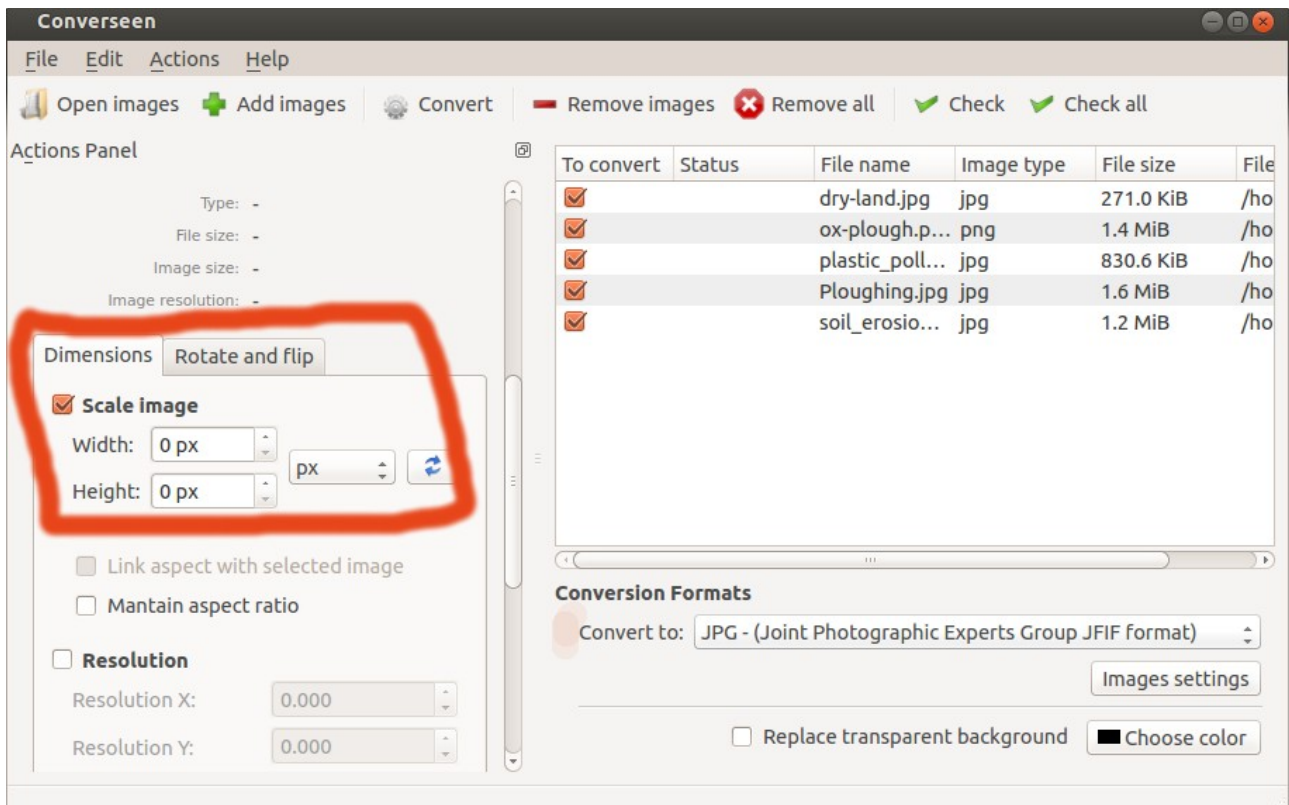 Converseen
File Edit Actions Help
Open images Add images Convert Remove images Remove all Check Check all
Actions Panel
Type: -
File size: -
Image size: -
Image resolution: -
Dimensions Rotate and flip
Scale image
Width: 0 px
px
Height: 0 px
Link aspect with selected image
Mantain aspect ratio
Resolution
Resolution X: 0.000
Resolution Y: 0.000
To convert Status File name Image type File size File
dry-land.jpg jpg 271.0 KiB /ho
ox-plough.p... png 1.4 MiB /ho
plastic_poll... jpg 830.6 KiB /ho
Ploughing.jpg jpg 1.6 MiB /ho
soil_erosio... jpg 1.2 MiB /ho
Conversion Formats
Convert to: JPG - (Joint Photographic Experts Group JFIF format)
Images settings
Replace transparent background Choose color